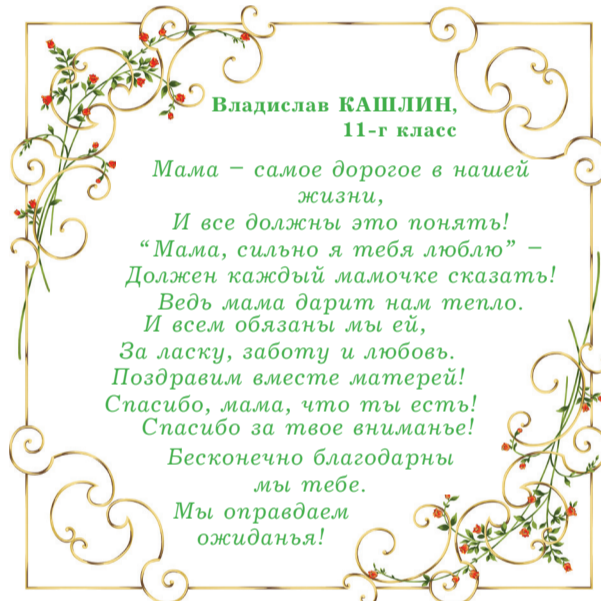 Владислав КАШЛИН,
11-г класс
Мама – самое дорогое в нашей
жизни,
И все должны это понять!
“Мама, сильно я тебя люблю” –
Должен каждый мамочке сказать!
Ведь мама дарит нам тепло.
И всем обязаны мы ей,
За ласку, заботу и любовь.
Поздравим вместе матерей!
Спасибо, мама, что ты есть!
Спасибо за твое вниманье!
Бесконечно благодарны
мы тебе.
Мы оправдаем
ожиданья!